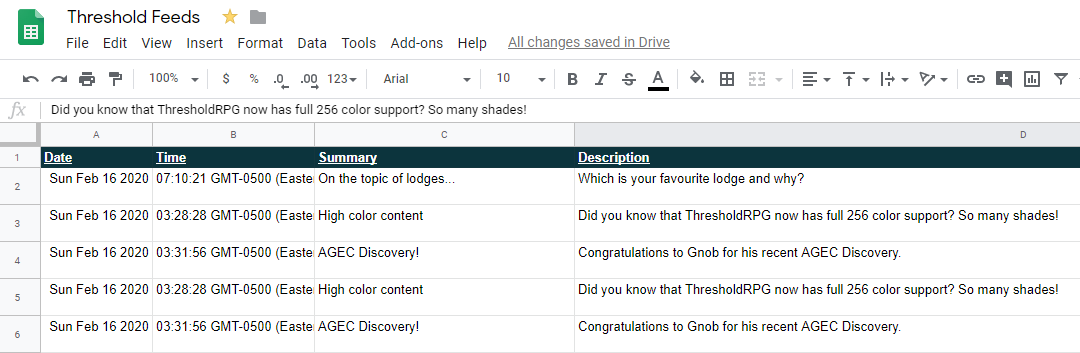 Threshold Feeds
File Edit View Insert Format Data Tools Add-ons Help All changes saved in Drive
100% $ % .0 .00 123 Arial 10 B I S A
fx Did you know that ThresholdRPG now has full 256 color support? So many shades!
A B C D
1 Date Time Summary Description
2 Sun Feb 16 2020 07:10:21 GMT-0500 (Easte On the topic of lodges... Which is your favourite lodge and why?
3 Sun Feb 16 2020 03:28:28 GMT-0500 (Easte High color content Did you know that ThresholdRPG now has full 256 color support? So many shades!
4 Sun Feb 16 2020 03:31:56 GMT-0500 (Easte AGEC Discovery! Congratulations to Gnob for his recent AGEC Discovery.
5 Sun Feb 16 2020 03:28:28 GMT-0500 (Easte High color content Did you know that ThresholdRPG now has full 256 color support? So many shades!
6 Sun Feb 16 2020 03:31:56 GMT-0500 (Easte AGEC Discovery! Congratulations to Gnob for his recent AGEC Discovery.